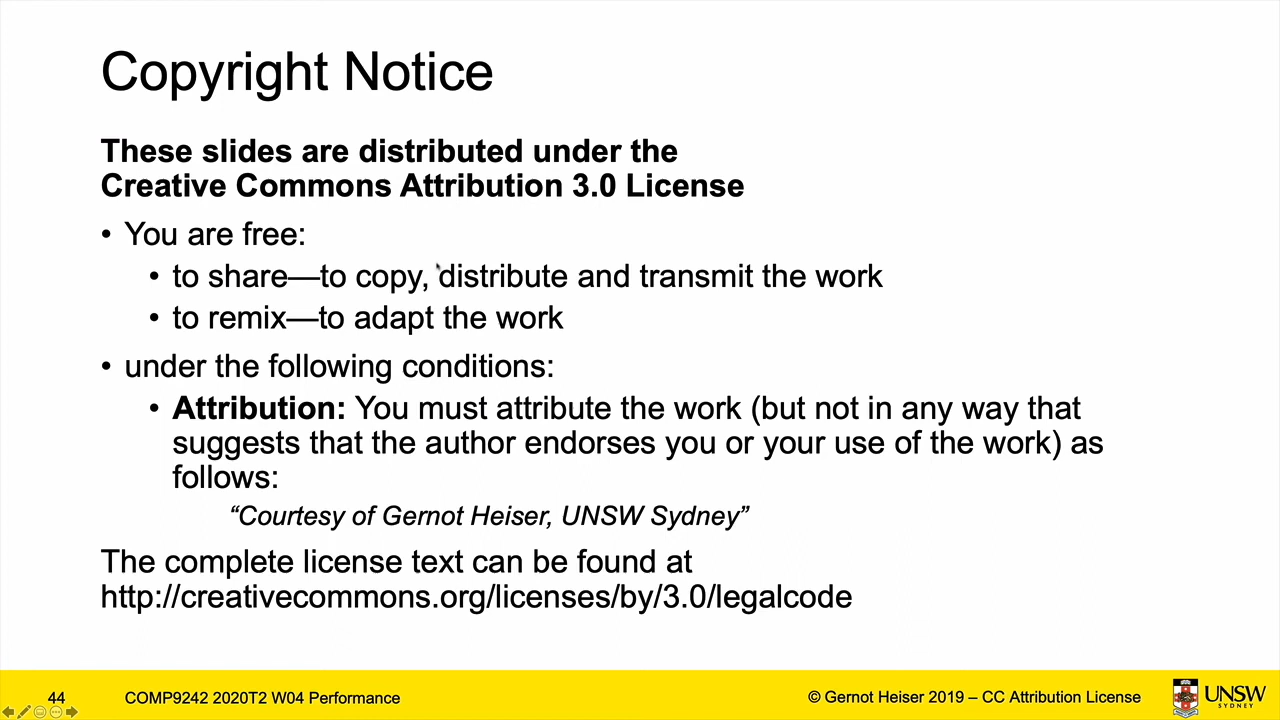 Copyright Notice
These slides are distributed under the
Creative Commons Attribution 3.0 License
• You are free:
• to share—to copy, distribute and transmit the work
• to remix—to adapt the work
• under the following conditions:
• Attribution: You must attribute the work (but not in any way that
suggests that the author endorses you or your use of the work) as
follows:
“Courtesy of Gernot Heiser, UNSW Sydney”
The complete license text can be found at
http://creativecommons.org/licenses/by/3.0/legalcode
44 COMP9242 2020T2 W04 Performance
© Gernot Heiser 2019 – CC Attribution License
UNSW
SYDNEY